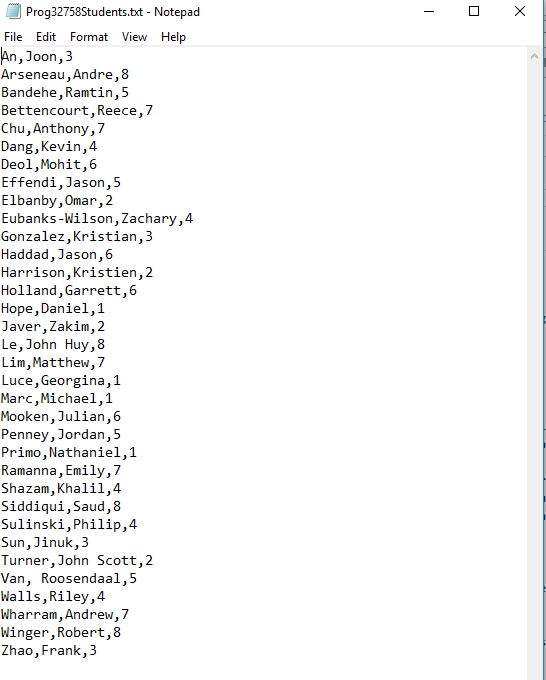 Prog32758Students.txt - Notepad
File Edit Format View Help
An,Joon,3
Arseneau,Andre,8
Bandehe,Ramtin,5
Bettencourt,Reece,7
Chu,Anthony,7
Dang,Kevin,4
Deol,Mohit,6
Effendi,Jason,5
Elbanby,Omar,2
Eubanks-Wilson,Zachary,4
Gonzalez,Kristian,3
Haddad,Jason,6
Harrison,Kristien,2
Holland,Garrett,6
Hope,Daniel,1
Javer,Zakim,2
Le,John Huy,8
Lim,Matthew,7
Luce,Georgina,1
Marc,Michael,1
Mooken,Julian,6
Penney,Jordan,5
Primo,Nathaniel,1
Ramanna,Emily,7
Shazam,Khalil,4
Siddiqui,Saud,8
Sulinski,Philip,4
Sun,Jinuk,3
Turner,John Scott,2
Van, Roosendaal,5
Walls,Riley,4
Wharram,Andrew,7
Winger,Robert,8
Zhao,Frank,3